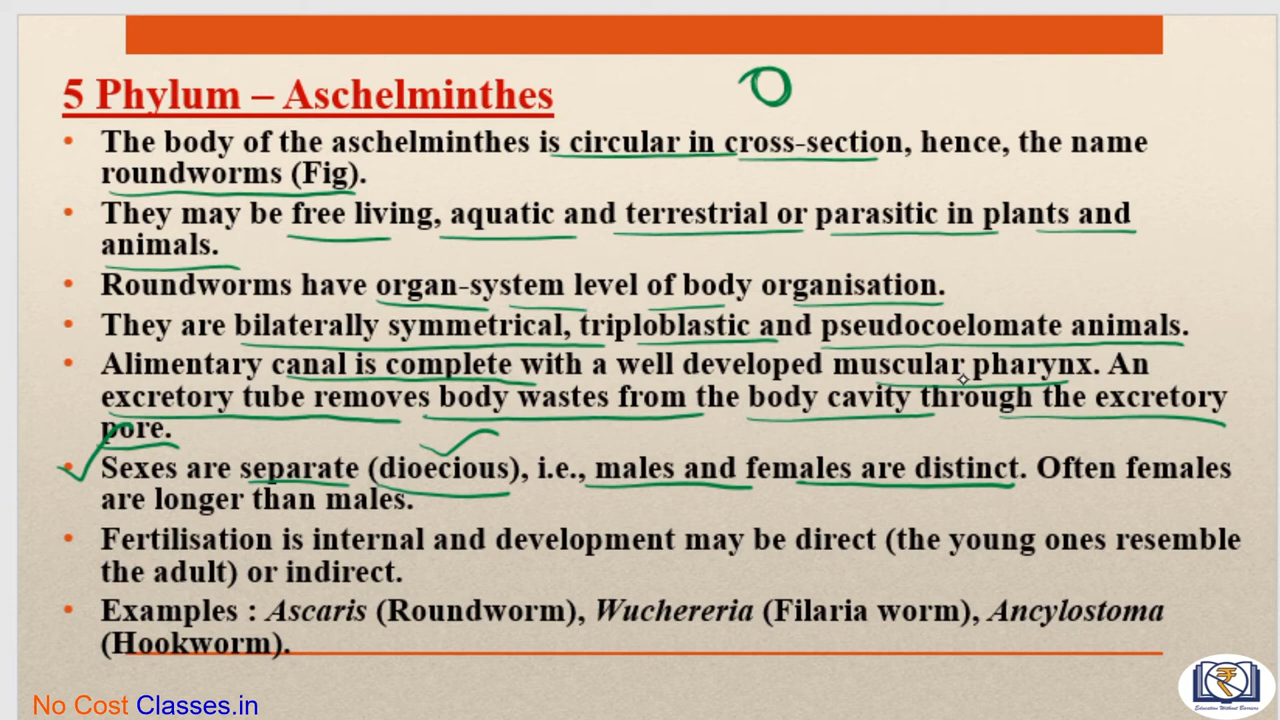 5 Phylum – Aschelminthes
• The body of the aschelminthes is circular in cross-section, hence, the name
roundworms (Fig).
• They may be free living, aquatic and terrestrial or parasitic in plants and
animals.
• Roundworms have organ-system level of body organisation.
• They are bilaterally symmetrical, triploblastic and pseudocoelomate animals.
• Alimentary canal is complete with a well developed muscular pharynx. An
excretory tube removes body wastes from the body cavity through the excretory
pore.
• Sexes are separate (dioecious), i.e., males and females are distinct. Often females
are longer than males.
• Fertilisation is internal and development may be direct (the young ones resemble
the adult) or indirect.
• Examples : Ascaris (Roundworm), Wuchereria (Filaria worm), Ancylostoma
(Hookworm).
No Cost Classes.in
Education Without Barriers